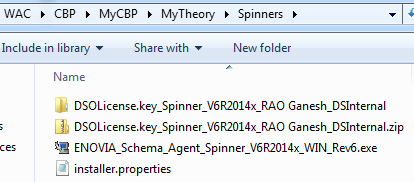 WAC ▸ CBP ▸ MyCBP ▸ MyTheory ▸ Spinners ▸
Include in library Share with New folder
DSOLicense.key_Spinner_V6R2014x_RAO Ganesh_DSInternal
DSOLicense.key_Spinner_V6R2014x_RAO Ganesh_DSInternal.zip
ENOVIA_Schema_Agent_Spinner_V6R2014x_WIN_Rev6.exe
ces
installer.properties